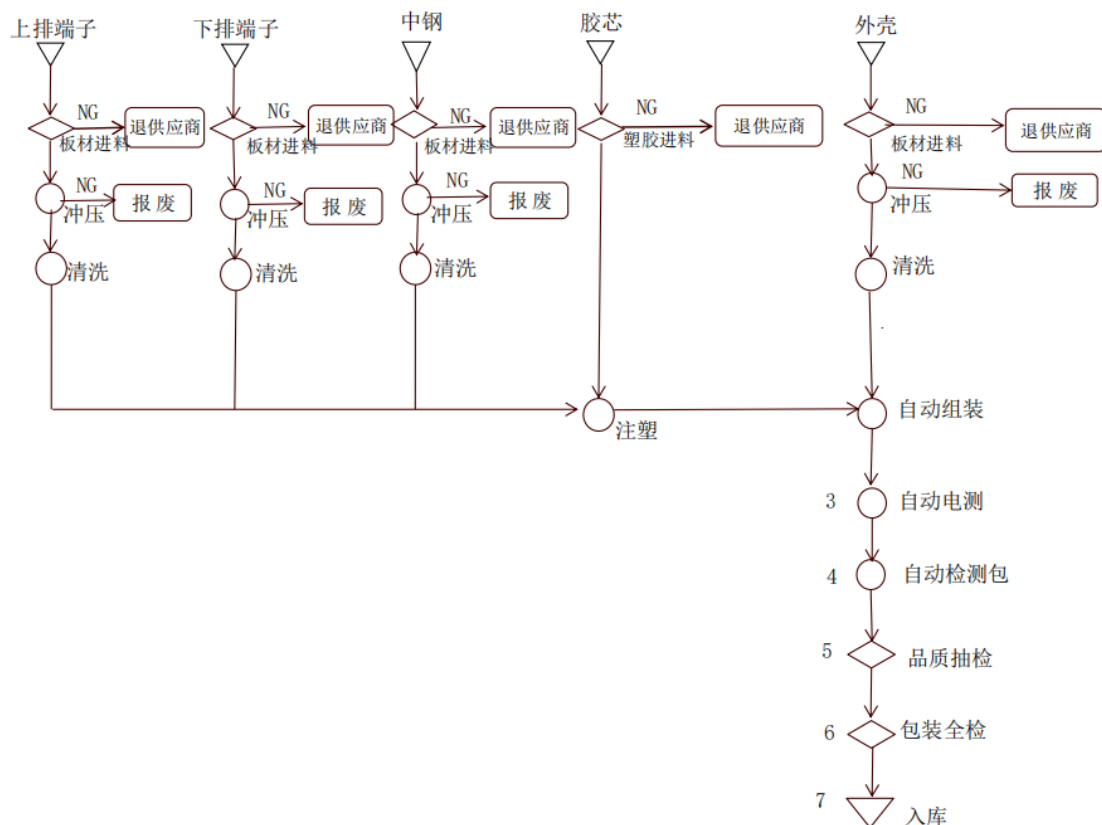 上排端子
下排端子
中钢
胶芯
外壳
NG
退供应商
板材进料
NG
退供应商
板材进料
NG
退供应商
板材进料
NG
退供应商
塑胶进料
NG
退供应商
板材进料
NG
报 废
冲压
NG
报 废
冲压
NG
报 废
冲压
NG
报 废
冲压
清洗
清洗
清洗
清洗
注塑
自动组装
3 自动电测
4 自动检测包
5 品质抽检
6 包装全检
7 入库